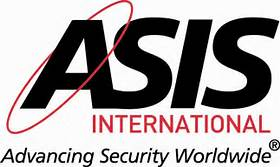 ASIS
INTERNATIONAL
Advancing Security Worldwide®